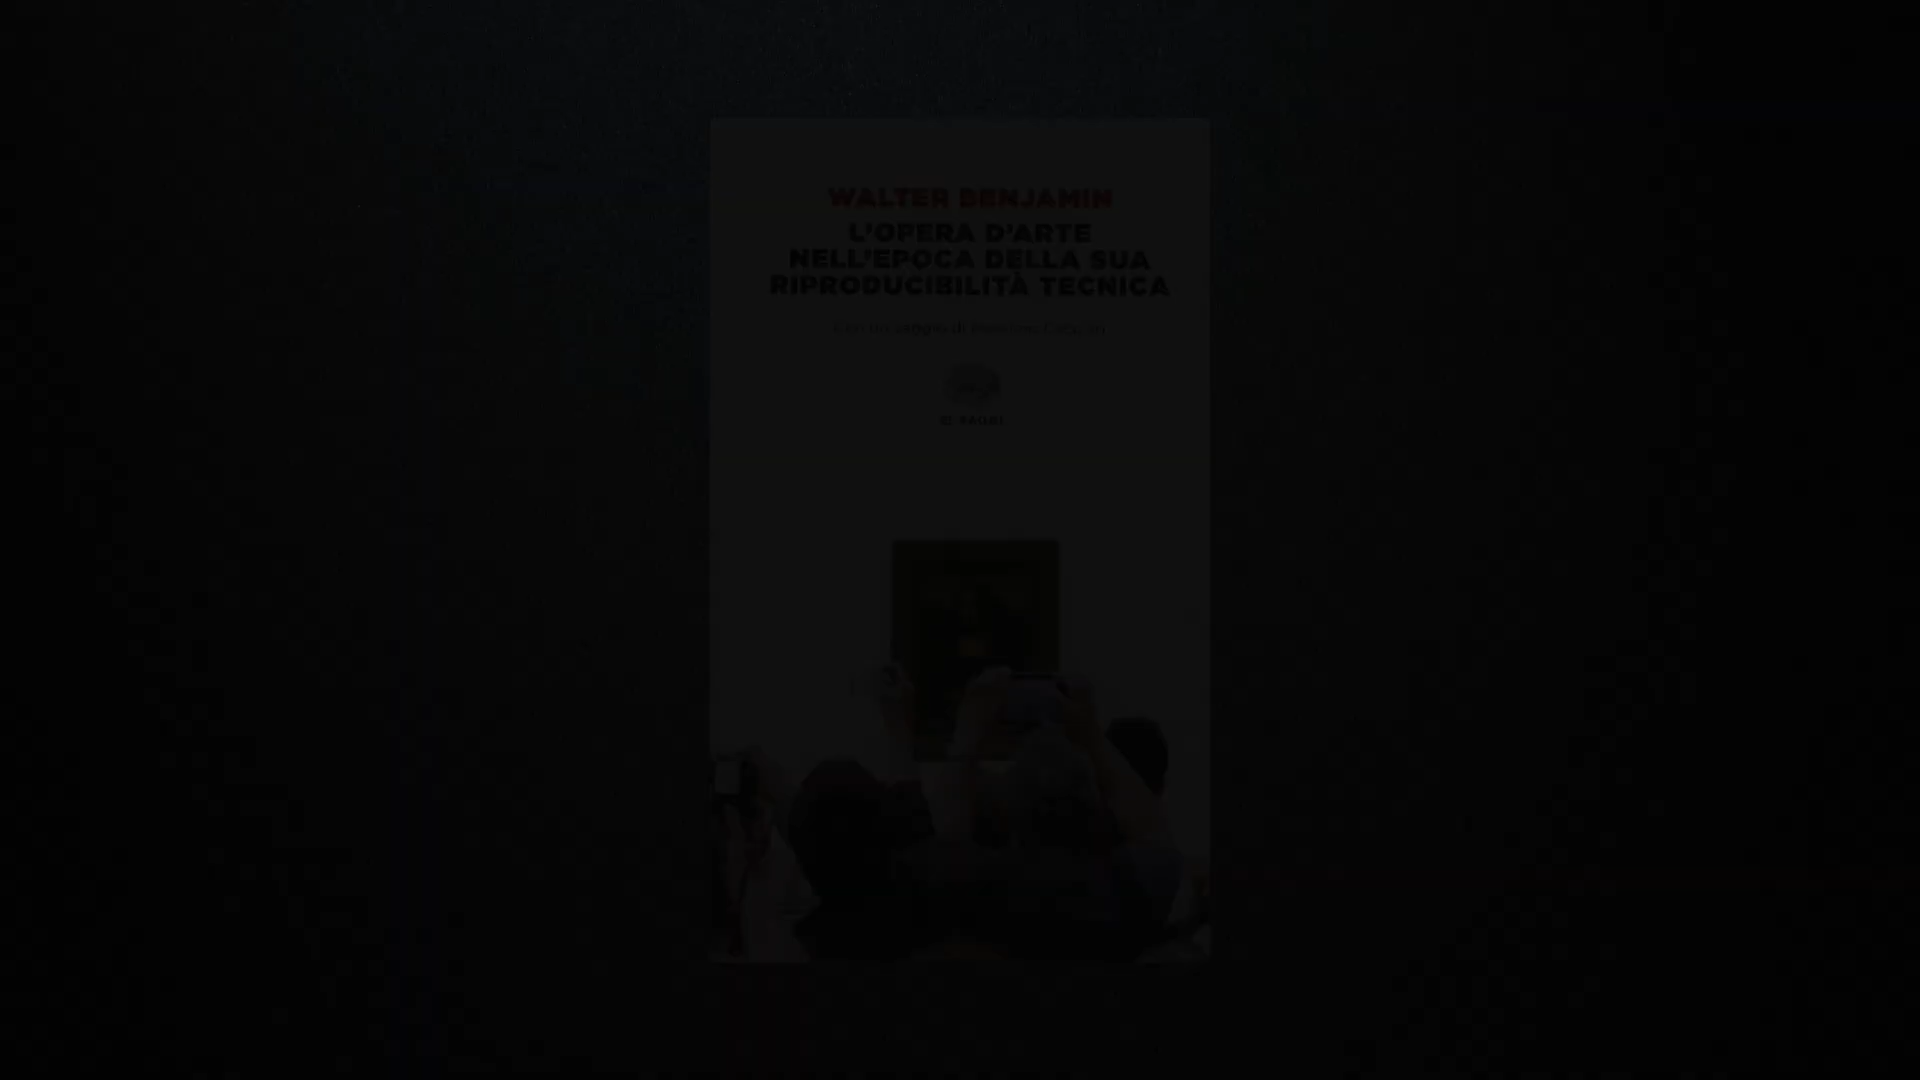 WALTER BENJAMIN
L'OPERA D'ARTE
NELL'EPOCA DELLA SUA
RIPRODUCIBILITÀ TECNICA
EINAUDI